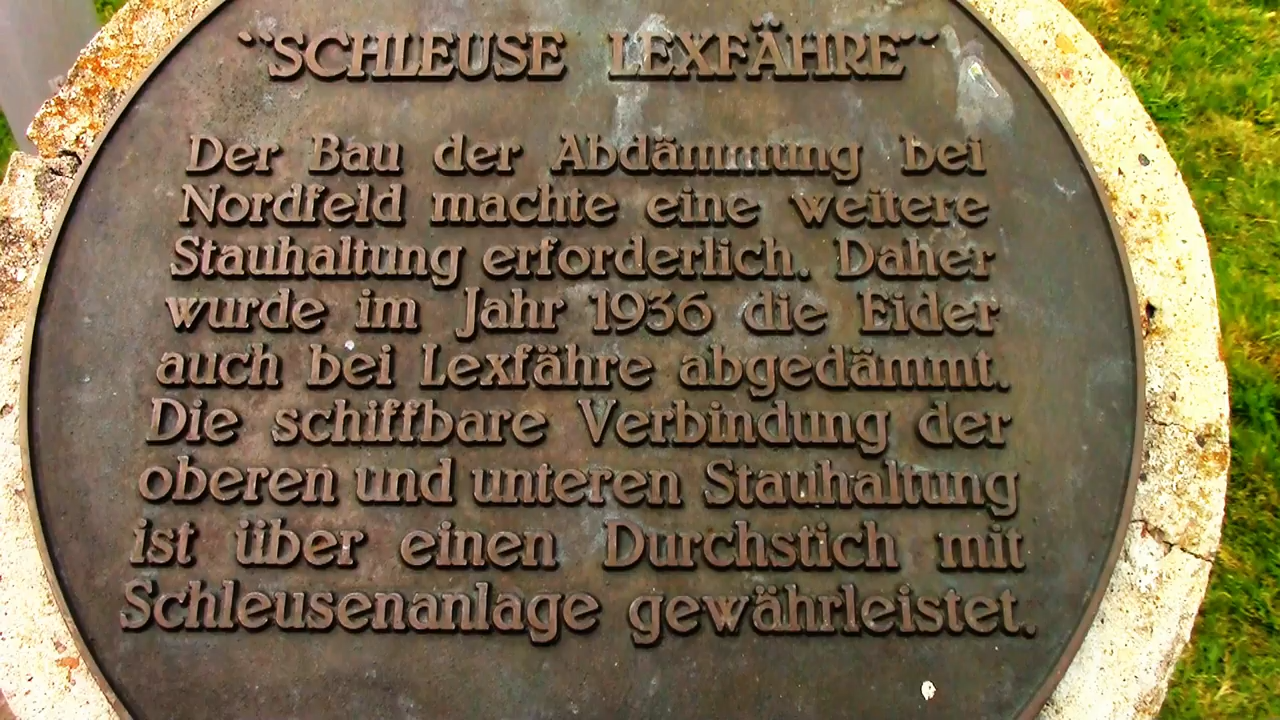 "SCHLEUSE LEXFÄHRE"
Der Bau der Abdämmung bei
Nordfeld machte eine weitere
Stauhaltung erforderlich. Daher
wurde im Jahr 1936 die Eider
auch bei Lexfähre abgedämmt.
Die schiffbare Verbindung der
oberen und unteren Stauhaltung
ist über einen Durchstich mit
Schleusenanlage gewährleistet.